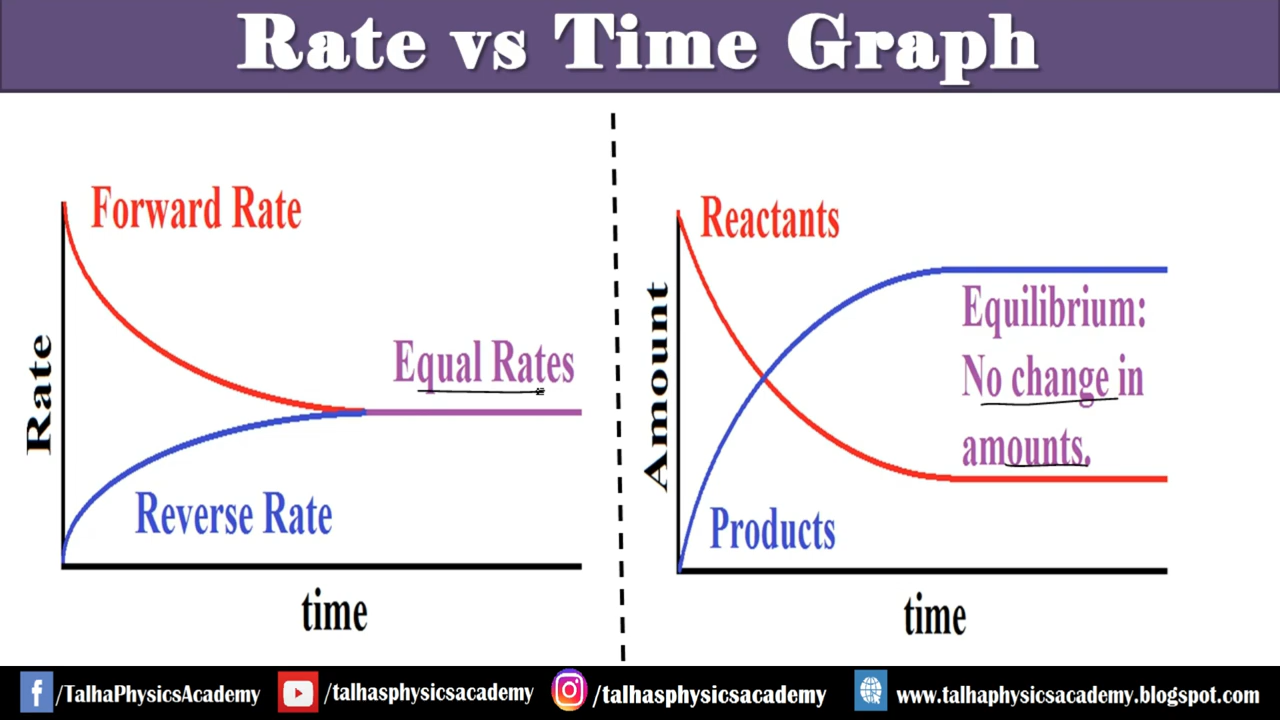 Rate vs Time Graph
Forward Rate
Rate
Equal Rates
Reverse Rate
time
Reactants
Amount
Equilibrium:
No change in
amounts.
Products
time
/TalhaPhysicsAcademy
/talhasphysicsacademy
/talhasphysicsacademy
www.talhaphysicsacademy.blogspot.com